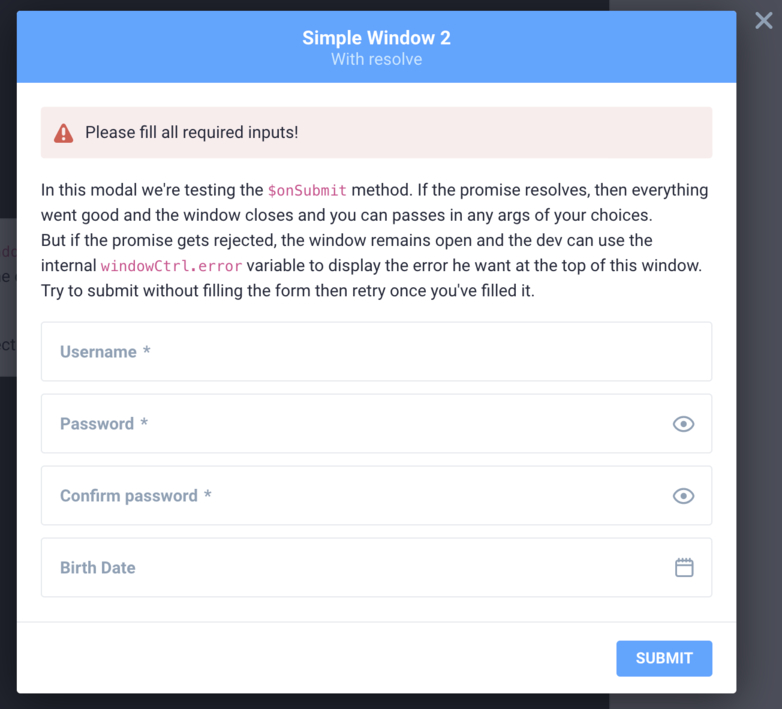 Simple Window 2
With resolve
Please fill all required inputs!
In this modal we're testing the $onSubmit method. If the promise resolves, then everything
went good and the window closes and you can passes in any args of your choices.
But if the promise gets rejected, the window remains open and the dev can use the
internal windowCtrl.error variable to display the error he want at the top of this window.
Try to submit without filling the form then retry once you've filled it.
Username *
Password *
Confirm password *
Birth Date
SUBMIT